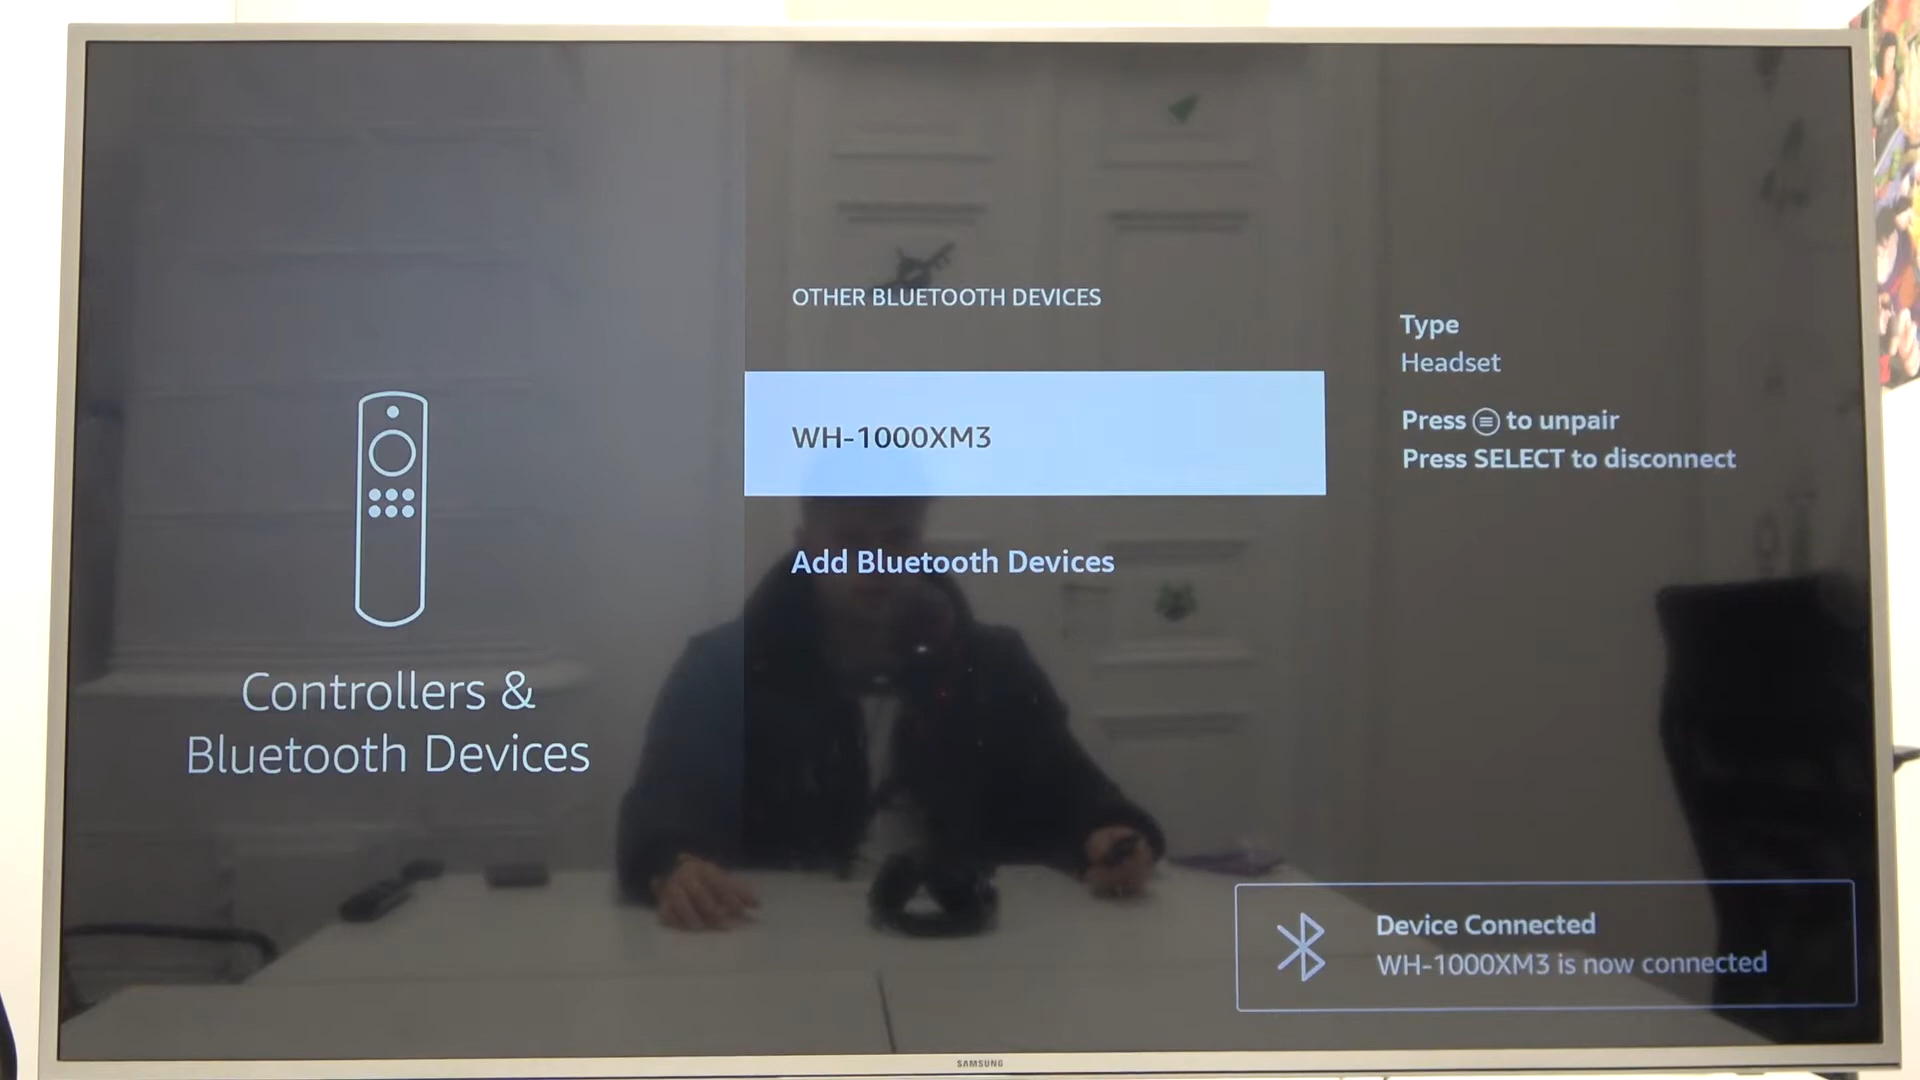 OTHER BLUETOOTH DEVICES
WH-1000XM3
Add Bluetooth Devices
Type
Headset
Press to unpair
Press SELECT to disconnect
Controllers &
Bluetooth Devices
Device Connected
WH-1000XM3 is now connected
SAMSUNG